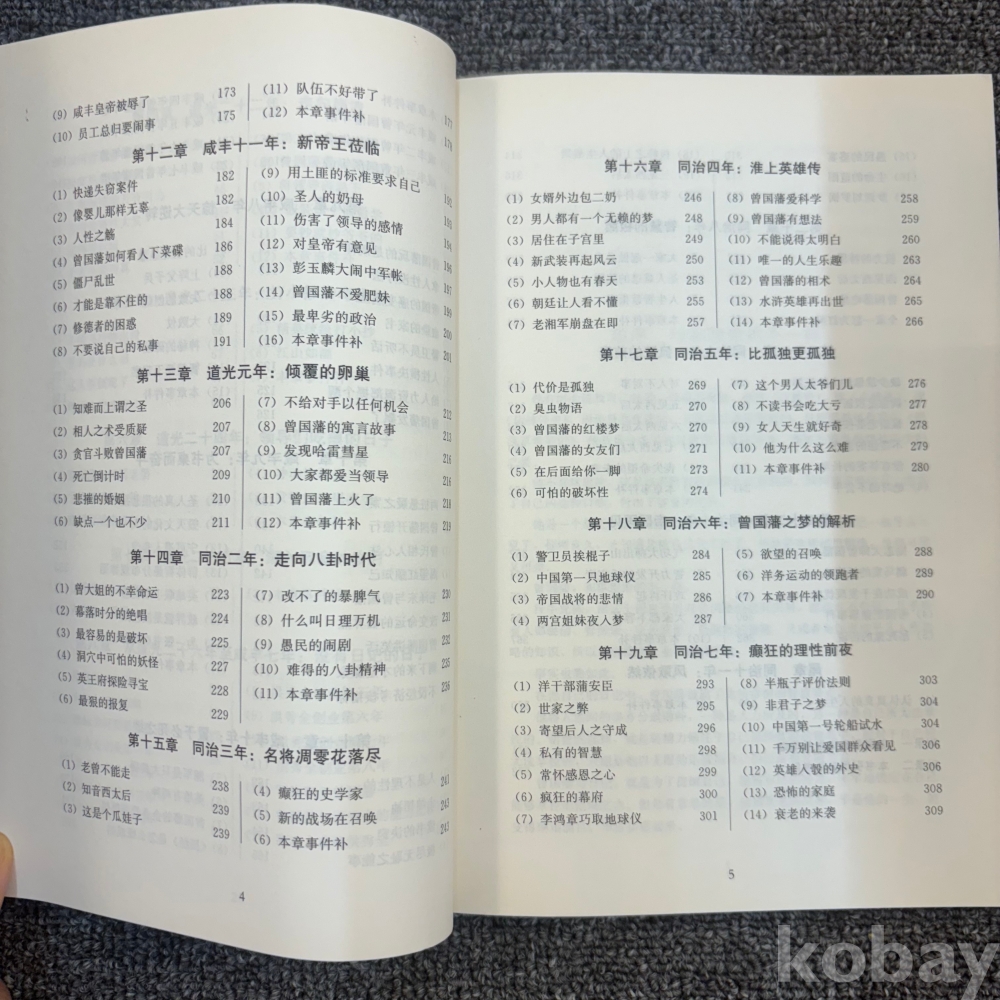 (9) 咸丰皇帝被辱了 173
(10) 员工总归要闹事 175
(11) 队伍不好带了 177
(12) 本章事件补 178
第十二章 咸丰十一年：新帝王莅临
(1) 快递失窃案件 182
(2) 像婴儿那样无辜 182
(3) 人性之觞 184
(4) 曾国藩如何看人下菜碟 186
(5) 僵尸乱世 188
(6) 才能是靠不住的 188
(7) 修德者的困惑 189
(8) 不要说自己的私事 191
(9) 用土匪的标准要求自己 192
(10) 圣人的奶母 193
(11) 伤害了领导的感情 194
(12) 对皇帝有意见 196
(13) 彭玉麟大闹中军帐 197
(14) 曾国藩不爱肥妹 199
(15) 最卑劣的政治 200
(16) 本章事件补 201
第十三章 道光元年：倾覆的卵巢
(1) 知难而上谓之圣 206
(2) 相人之术受质疑 207
(3) 贪官斗败曾国藩 207
(4) 死亡倒计时 209
(5) 悲摧的婚姻 210
(6) 缺点一个也不少 211
(7) 不给对手以任何机会 212
(8) 曾国藩的寓言故事 213
(9) 发现哈雷彗星 216
(10) 大家都爱当领导 216
(11) 曾国藩上火了 218
(12) 本章事件补 219
第十四章 同治二年：走向八卦时代
(1) 曾大姐的不幸命运 223
(2) 幕落时分的绝唱 224
(3) 最容易的是破坏 225
(4) 洞穴中可怕的妖怪 227
(5) 英王府探险寻宝 228
(6) 最狠的报复 229
(7) 改不了的暴脾气 230
(8) 什么叫日理万机 231
(9) 愚民的闹剧 232
(10) 难得的八卦精神 235
(11) 本章事件补 236
第十五章 同治三年：名将凋零花落尽
(1) 老曾不能走 238
(2) 知音西太后 239
(3) 这是个瓜娃子 239
(4) 癫狂的史学家 241
(5) 新的战场在召唤 243
(6) 本章事件补 243
4
第十六章 同治四年：淮上英雄传
(1) 女婿外边包二奶 246
(2) 男人都有一个无赖的梦 248
(3) 居住在子宫里 249
(4) 新武装再起风云 250
(5) 小人物也有春天 253
(6) 朝廷让人看不懂 255
(7) 老湘军崩盘在即 257
(8) 曾国藩爱科学 258
(9) 曾国藩有想法 259
(10) 不能说得太明白 260
(11) 唯一的人生乐趣 263
(12) 曾国藩的相术 264
(13) 水浒英雄再出世 265
(14) 本章事件补 266
第十七章 同治五年：比孤独更孤独
(1) 代价是孤独 269
(2) 臭虫物语 270
(3) 曾国藩的红楼梦 270
(4) 曾国藩的女友们 271
(5) 在后面给你一脚 273
(6) 可怕的破坏性 274
(7) 这个男人太爷们儿 276
(8) 不读书会吃大亏 277
(9) 女人天生就好奇 278
(10) 他为什么这么难 279
(11) 本章事件补 280
第十八章 同治六年：曾国藩之梦的解析
(1) 警卫员挨棍子 284
(2) 中国第一只地球仪 285
(3) 帝国战将的悲情 286
(4) 两宫姐妹夜人梦 287
(5) 欲望的召唤 288
(6) 洋务运动的领跑者 289
(7) 本章事件补 290
第十九章 同治七年：癫狂的理性前夜
(1) 洋干部蒲安臣 293
(2) 世家之弊 295
(3) 寄望后人之守成 296
(4) 私有的智慧 298
(5) 常怀感恩之心 299
(6) 疯狂的幕府 300
(7) 李鸿章巧取地球仪 301
(8) 半瓶子评价法则 303
(9) 非君子之梦 304
(10) 中国第一号轮船试水 304
(11) 千万别让爱国群众看见 306
(12) 英雄人彀的外史 306
(13) 恐怖的家庭 308
(14) 衰老的来袭 309
5
kobay